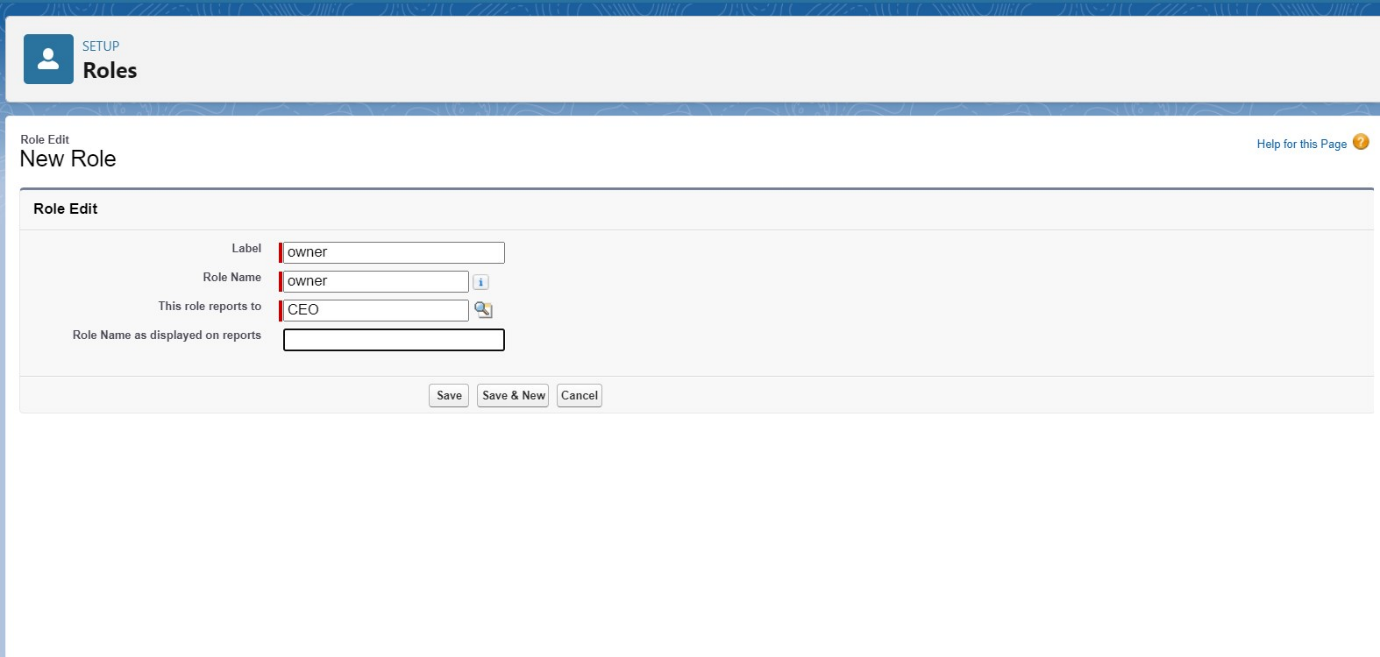 SETUP
Roles
Role Edit
New Role
Help for this Page ?
Role Edit
Label owner
Role Name owner i
This role reports to CEO
Role Name as displayed on reports
Save Save & New Cancel